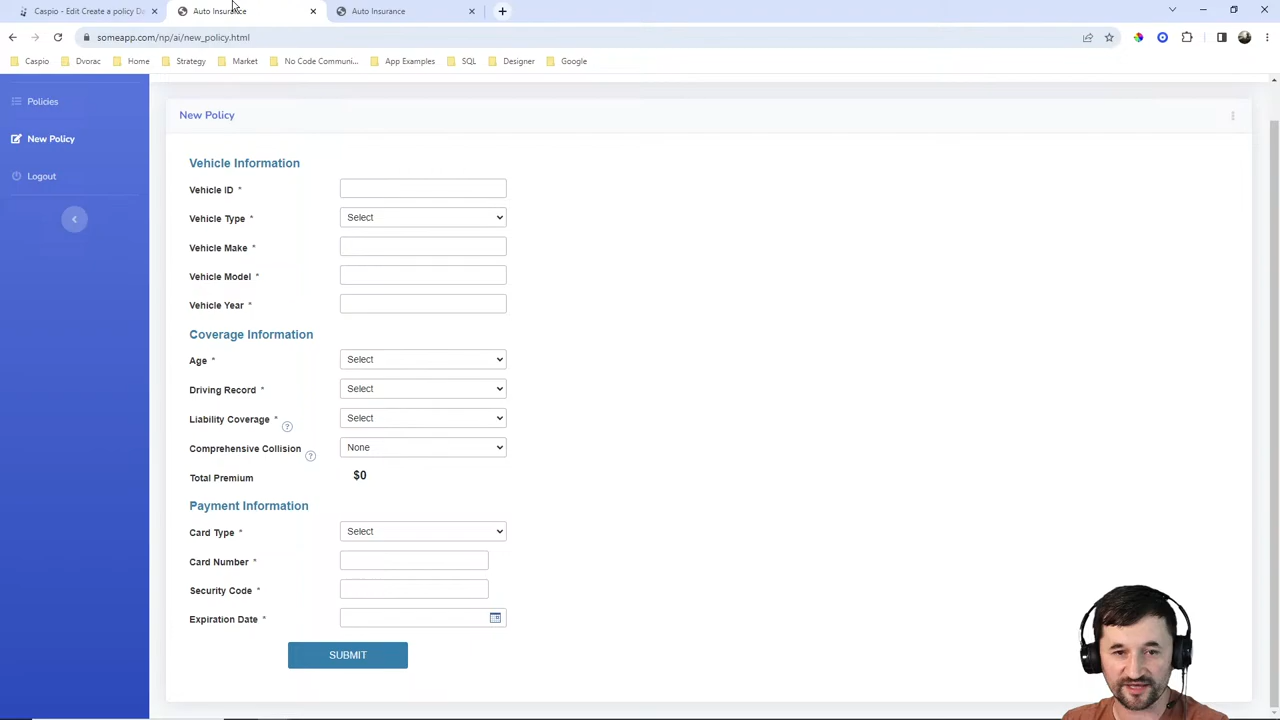 Caspio - Edit Create a policy Da
Auto Insurance
Auto Insurance
someapp.com/np/ai/new_policy.html
Caspio
Dvorac
Home
Strategy
Market
No Code Communi...
App Examples
SQL
Designer
Google
Policies
New Policy
Logout
New Policy
Vehicle Information
Vehicle ID *
Vehicle Type * Select
Vehicle Make *
Vehicle Model *
Vehicle Year *
Coverage Information
Age * Select
Driving Record * Select
Liability Coverage * ? Select
Comprehensive Collision ? None
Total Premium $0
Payment Information
Card Type * Select
Card Number *
Security Code *
Expiration Date *
SUBMIT